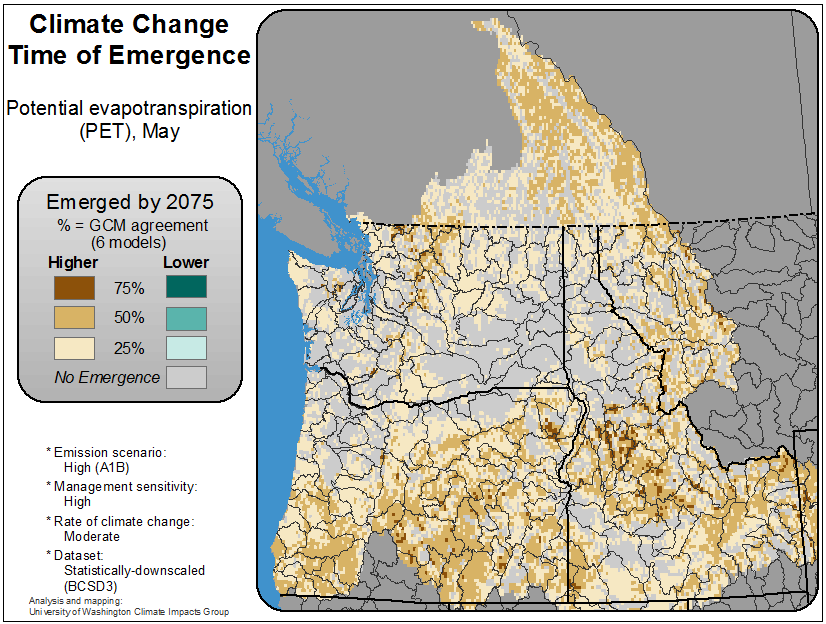 Climate Change
Time of Emergence
Potential evapotranspiration
(PET), May
Emerged by 2075
% = GCM agreement
(6 models)
Higher Lower
75%
50%
25%
No Emergence
* Emission scenario:
High (A1B)
* Management sensitivity:
High
* Rate of climate change:
Moderate
* Dataset:
Statistically-downscaled
(BCSD3)
Analysis and mapping:
University of Washington Climate Impacts Group